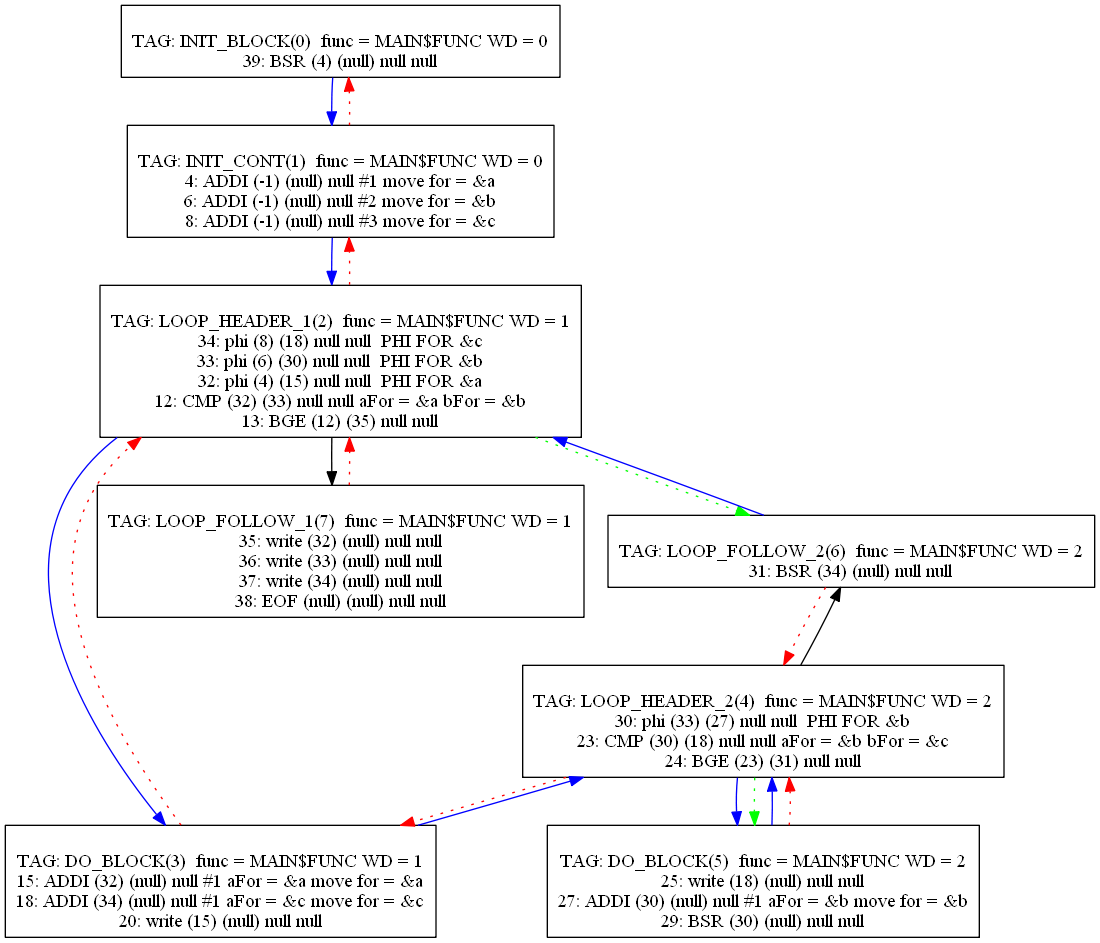 TAG: INIT_BLOCK(0)  func = MAIN$FUNC WD = 0
39: BSR (4) (null) null null
TAG: INIT_CONT(1)  func = MAIN$FUNC WD = 0
4: ADDI (-1) (null) null #1 move for = &a
6: ADDI (-1) (null) null #2 move for = &b
8: ADDI (-1) (null) null #3 move for = &c
TAG: LOOP_HEADER_1(2)  func = MAIN$FUNC WD = 1
34: phi (8) (18) null null  PHI FOR &c
33: phi (6) (30) null null  PHI FOR &b
32: phi (4) (15) null null  PHI FOR &a
12: CMP (32) (33) null null aFor = &a bFor = &b
13: BGE (12) (35) null null
TAG: LOOP_FOLLOW_1(7)  func = MAIN$FUNC WD = 1
35: write (32) (null) null null
36: write (33) (null) null null
37: write (34) (null) null null
38: EOF (null) (null) null null
TAG: LOOP_FOLLOW_2(6)  func = MAIN$FUNC WD = 2
31: BSR (34) (null) null null
TAG: LOOP_HEADER_2(4)  func = MAIN$FUNC WD = 2
30: phi (33) (27) null null  PHI FOR &b
23: CMP (30) (18) null null aFor = &b bFor = &c
24: BGE (23) (31) null null
TAG: DO_BLOCK(3)  func = MAIN$FUNC WD = 1
15: ADDI (32) (null) null #1 aFor = &a move for = &a
18: ADDI (34) (null) null #1 aFor = &c move for = &c
20: write (15) (null) null null
TAG: DO_BLOCK(5)  func = MAIN$FUNC WD = 2
25: write (18) (null) null null
27: ADDI (30) (null) null #1 aFor = &b move for = &b
29: BSR (30) (null) null null